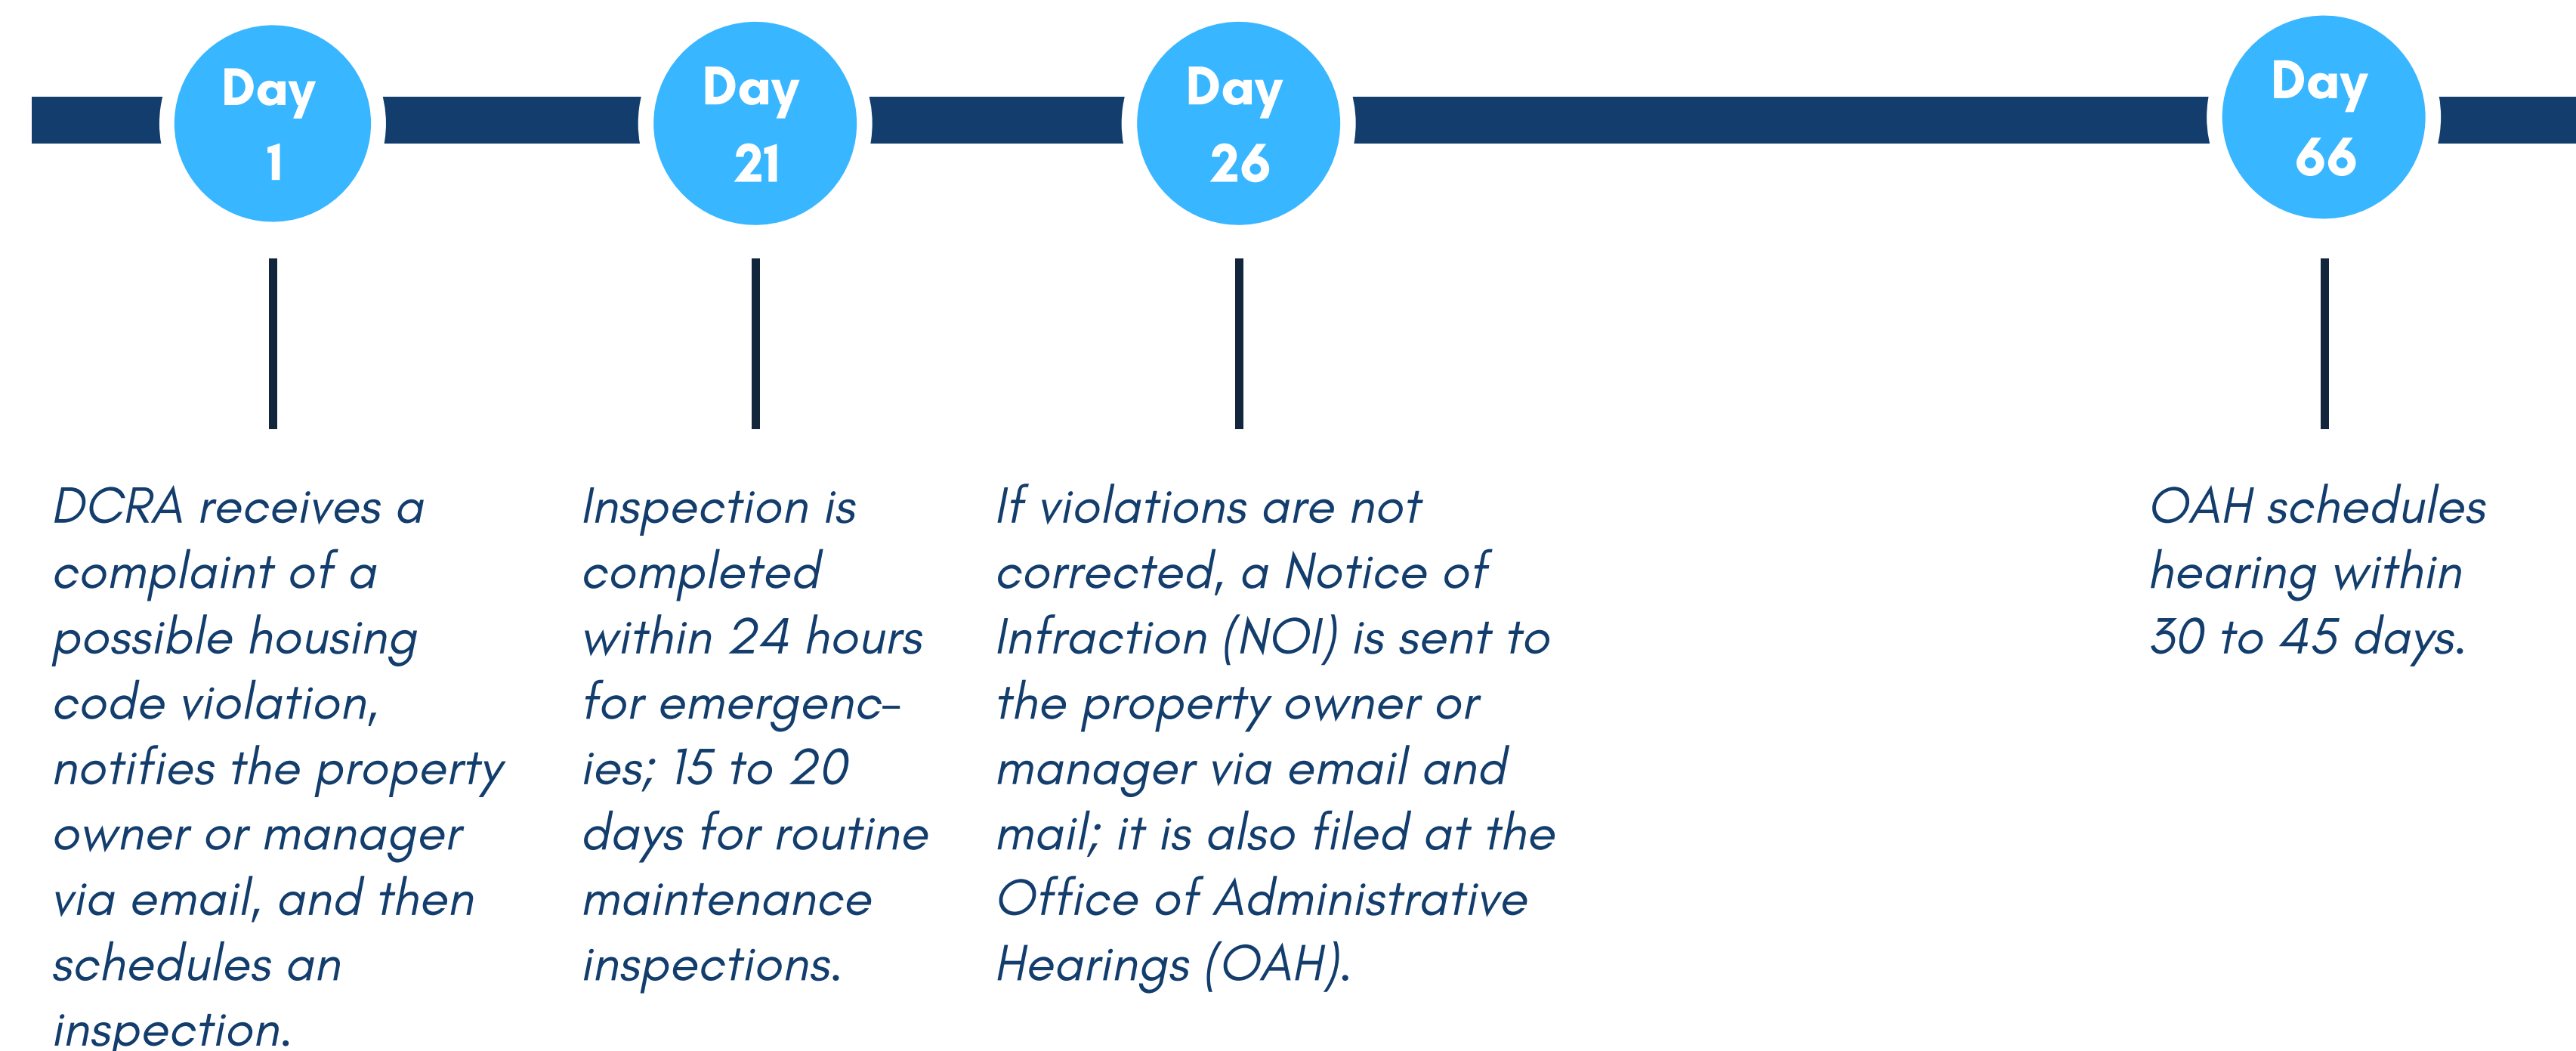 Day
1
Day
21
Day
26
Day
66
DCRA receives a
complaint of a
possible housing
code violation,
notifies the property
owner or manager
via email, and then
schedules an
inspection.
Inspection is
completed
within 24 hours
for emergenc-
ies; 15 to 20
days for routine
maintenance
inspections.
If violations are not
corrected, a Notice of
Infraction (NOI) is sent to
the property owner or
manager via email and
mail; it is also filed at the
Office of Administrative
Hearings (OAH).
OAH schedules
hearing within
30 to 45 days.